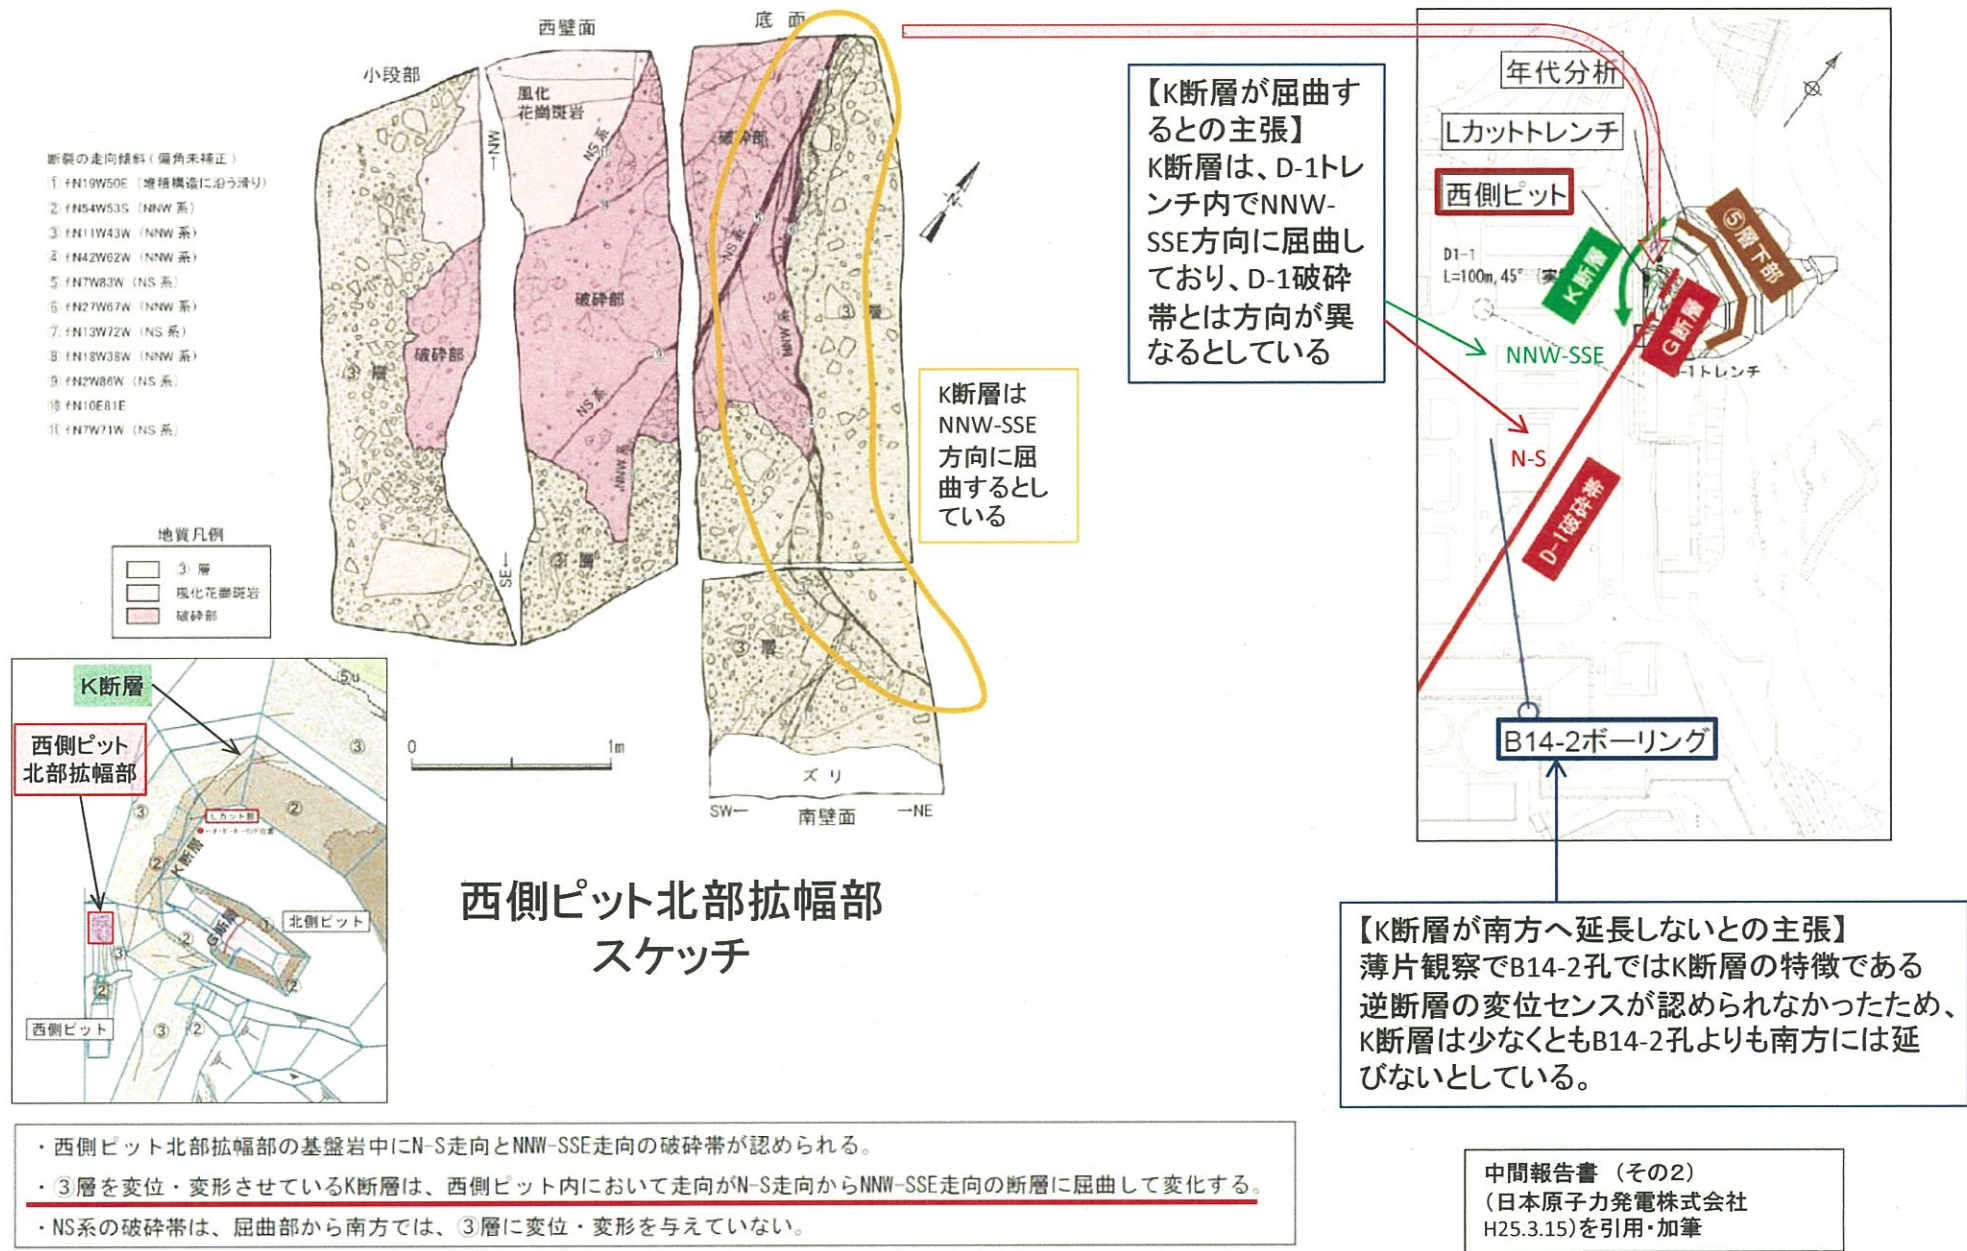 小段部
西壁面
底 面
風化
花崗斑岩
NS系
破砕部
NW→
破砕部
NS系
破砕部
NNW系
③ 層
破砕部
③ 層
NS系
NNW系
SE←
③ 層
③ 層
ズ リ
SW←
→NE
南壁面
断裂の走向傾斜(偏角未補正)
① fN19W50E (堆積構造に沿う滑り)
② fN54W53S (NNW系)
③ fN11W43W (NNW系)
④ fN42W62W (NNW系)
⑤ fN7W83W (NS系)
⑥ fN27W67W (NNW系)
⑦ fN13W72W (NS系)
⑧ fN18W38W (NNW系)
⑨ fN2W86W (NS系)
⑩ fN10E81E
⑪ fN7W71W (NS系)
地質凡例
③ 層
風化花崗斑岩
破砕部
0
1m
K断層は
NNW-SSE
方向に屈
曲するとし
ている
【K断層が屈曲す
るとの主張】
K断層は、D-1トレ
ンチ内でNNW-
SSE方向に屈曲し
ており、D-1破砕
帯とは方向が異
なるとしている
年代分析
Lカットトレンチ
西側ピット
D1-1
L=100m,45°
K断層
⑤層下部
G断層
-1トレンチ
NNW-SSE
N-S
D-1破砕帯
B14-2ボーリング
K断層
西側ピット
北部拡幅部
⑤u
③
③
②
Lカット部
K断層
②
北側ピット
G断層
①
②
③
②
②
西側ピット
③
②
西側ピット北部拡幅部
スケッチ
【K断層が南方へ延長しないとの主張】
薄片観察でB14-2孔ではK断層の特徴である
逆断層の変位センスが認められなかったため、
K断層は少なくともB14-2孔よりも南方には延
びないとしている。
・西側ピット北部拡幅部の基盤岩中にN-S走向とNNW-SSE走向の破砕帯が認められる。
・③層を変位・変形させているK断層は、西側ピット内において走向がN-S走向からNNW-SSE走向の断層に屈曲して変化する。
・NS系の破砕帯は、屈曲部から南方では、③層に変位・変形を与えていない。
中間報告書 (その2)
(日本原子力発電株式会社
H25.3.15)を引用・加筆